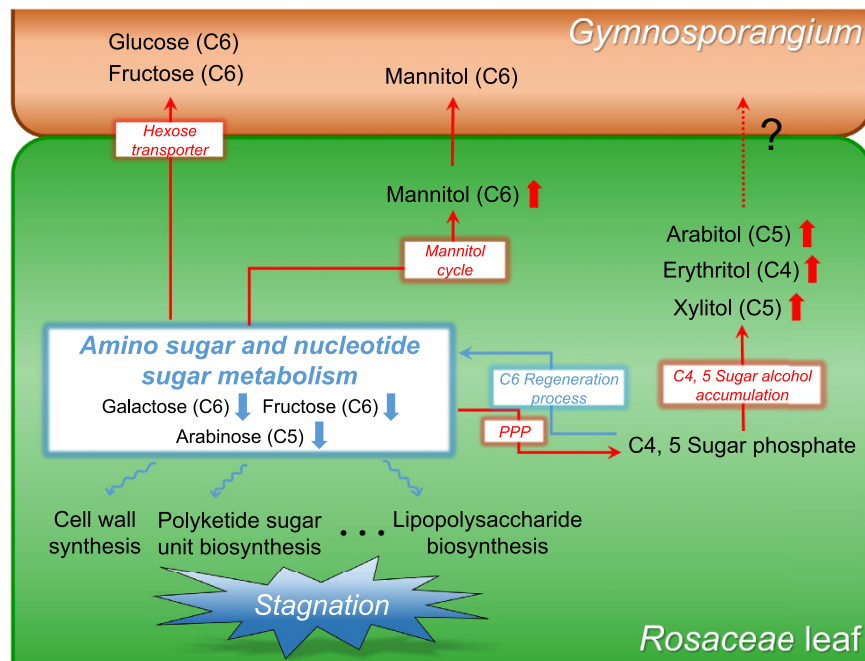 Gymnosporangium
Glucose (C6)
Fructose (C6)
Mannitol (C6)
Hexose
transporter
?
Mannitol (C6)
Mannitol
cycle
Arabitol (C5)
Erythritol (C4)
Xylitol (C5)
Amino sugar and nucleotide
sugar metabolism
Galactose (C6)
Fructose (C6)
Arabinose (C5)
C6 Regeneration
process
C4, 5 Sugar alcohol
accumulation
PPP
C4, 5 Sugar phosphate
Cell wall
synthesis
Polyketide sugar
unit biosynthesis
• • •
Lipopolysaccharide
biosynthesis
Stagnation
Rosaceae leaf